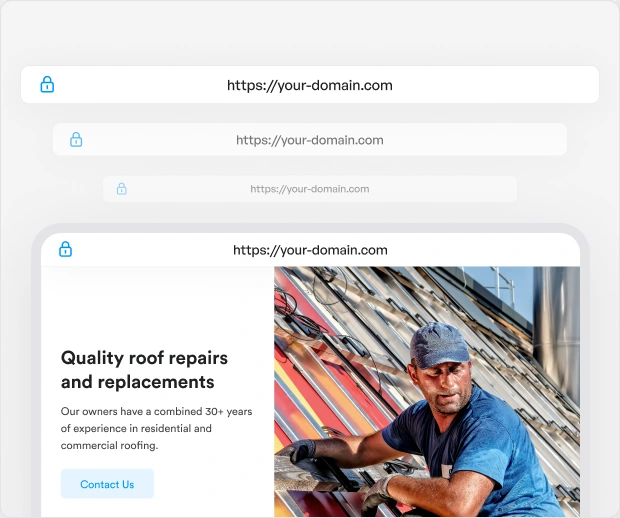 https://your-domain.com
https://your-domain.com
https://your-domain.com
https://your-domain.com
Quality roof repairs
and replacements
Our owners have a combined 30+ years
of experience in residential and
commercial roofing.
Contact Us